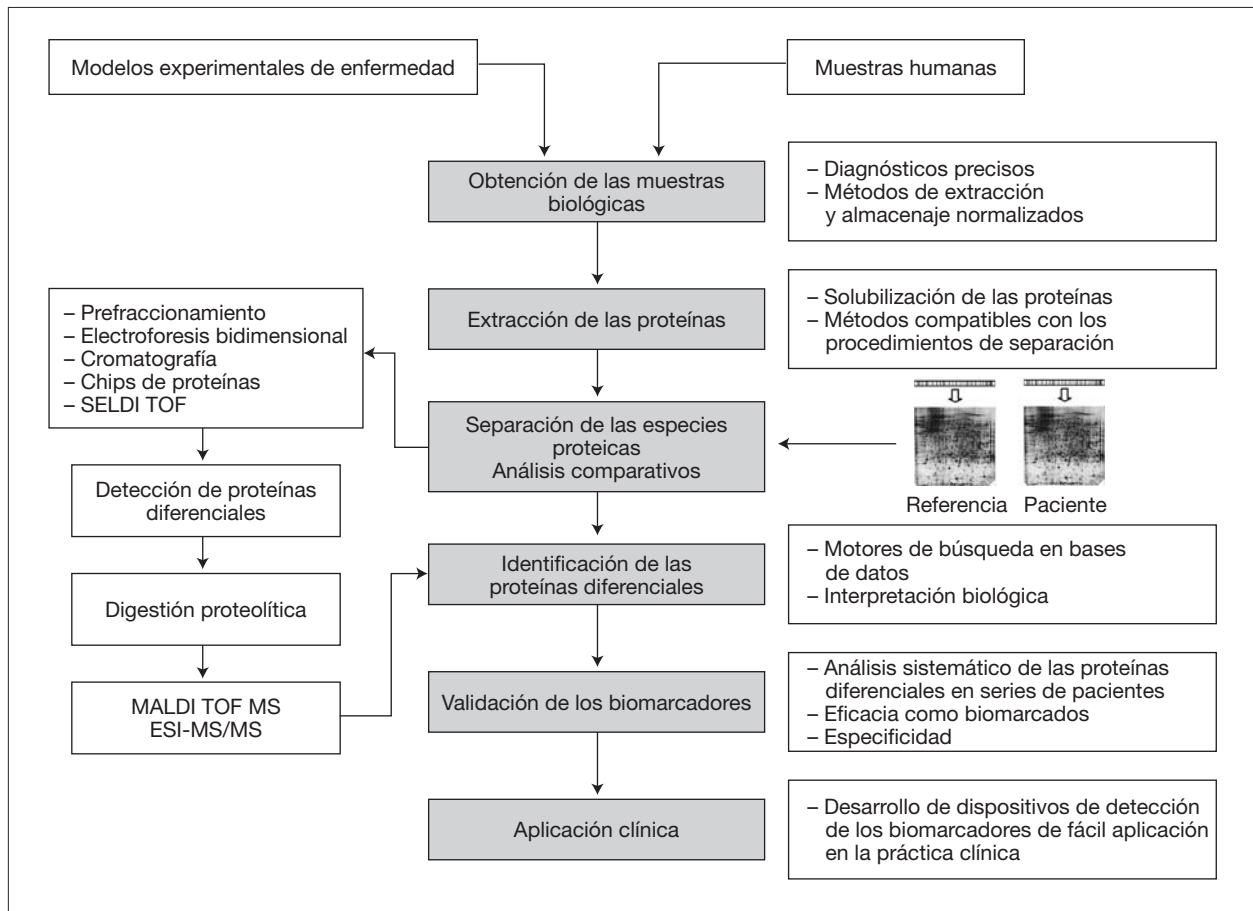 Modelos experimentales de enfermedad
Muestras humanas
Obtención de las muestras
biológicas
– Diagnósticos precisos
– Métodos de extracción
y almacenaje normalizados
Extracción de las proteínas
– Solubilización de las proteínas
– Métodos compatibles con los
procedimientos de separación
– Prefraccionamiento
– Electroforesis bidimensional
– Cromatografía
– Chips de proteínas
– SELDI TOF
Separación de las especies
proteicas
Análisis comparativos
Referencia
Paciente
Detección de proteínas
diferenciales
Digestión proteolítica
MALDI TOF MS
ESI-MS/MS
Identificación de las
proteínas diferenciales
– Motores de búsqueda en bases
de datos
– Interpretación biológica
Validación de los biomarcadores
– Análisis sistemático de las proteínas
diferenciales en series de pacientes
– Eficacia como biomarcados
– Especificidad
Aplicación clínica
– Desarrollo de dispositivos de detección
de los biomarcadores de fácil aplicación
en la práctica clínica